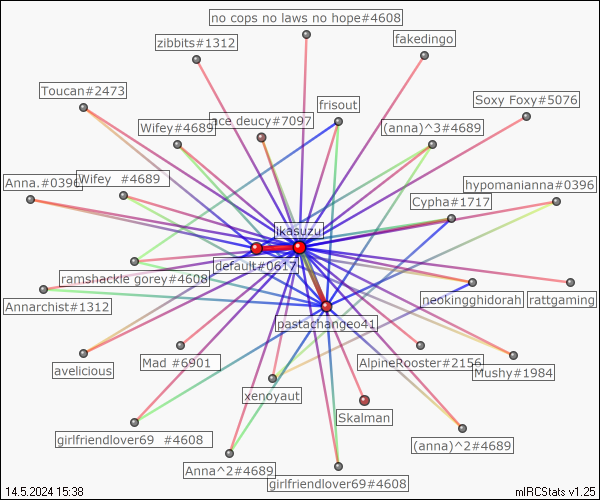 no cops no laws no hope#4608
zibbits#1312
fakedingo
Toucan#2473
frisout
Soxy Foxy#5076
ace deucy#7097
Wifey#4689
(anna)^3#4689
Anna.#0396
Wifey #4689
hypomanianna#0396
Cypha#1717
ikasuzu
default#0617
ramshackle gorey#4608
Annarchist#1312
neokingghidorah
rattgaming
pastachangeo41
avelicious
Mad #6901
AlpineRooster#2156
Mushy#1984
xenoyaut
Skalman
girlfriendlover69 #4608
(anna)^2#4689
Anna^2#4689
girlfriendlover69#4608
14.5.2024 15:38
mIRCStats v1.25